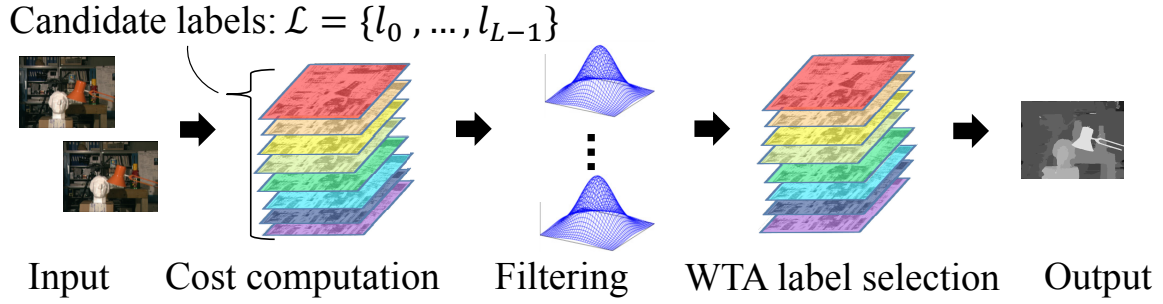 Candidate labels: ℒ = {l₀ , … , l_{L−1}}
Input Cost computation Filtering WTA label selection Output